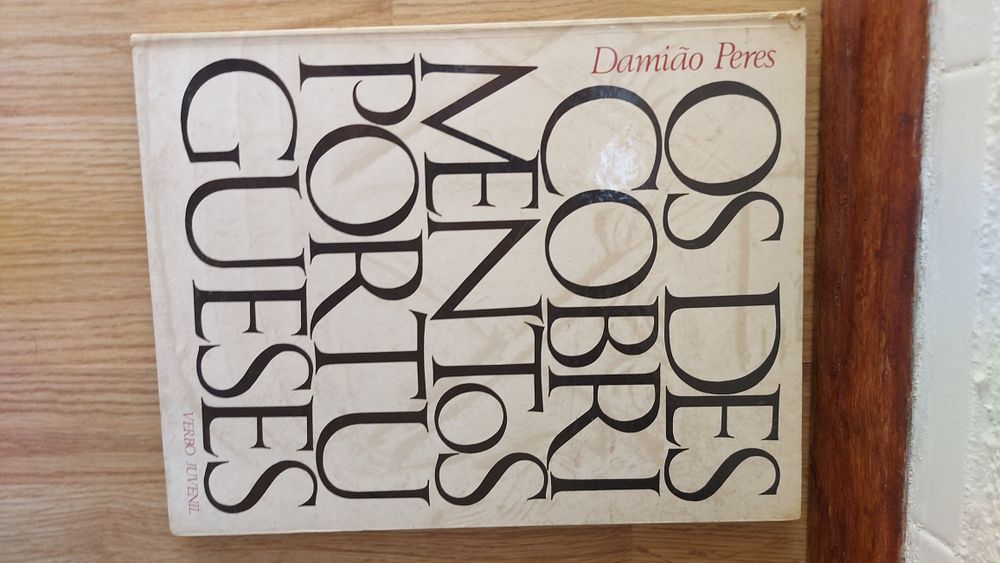 Damião Peres
OS DES
COBRI
MENToS
PORTU
GUESES
VERBO JUVENIL